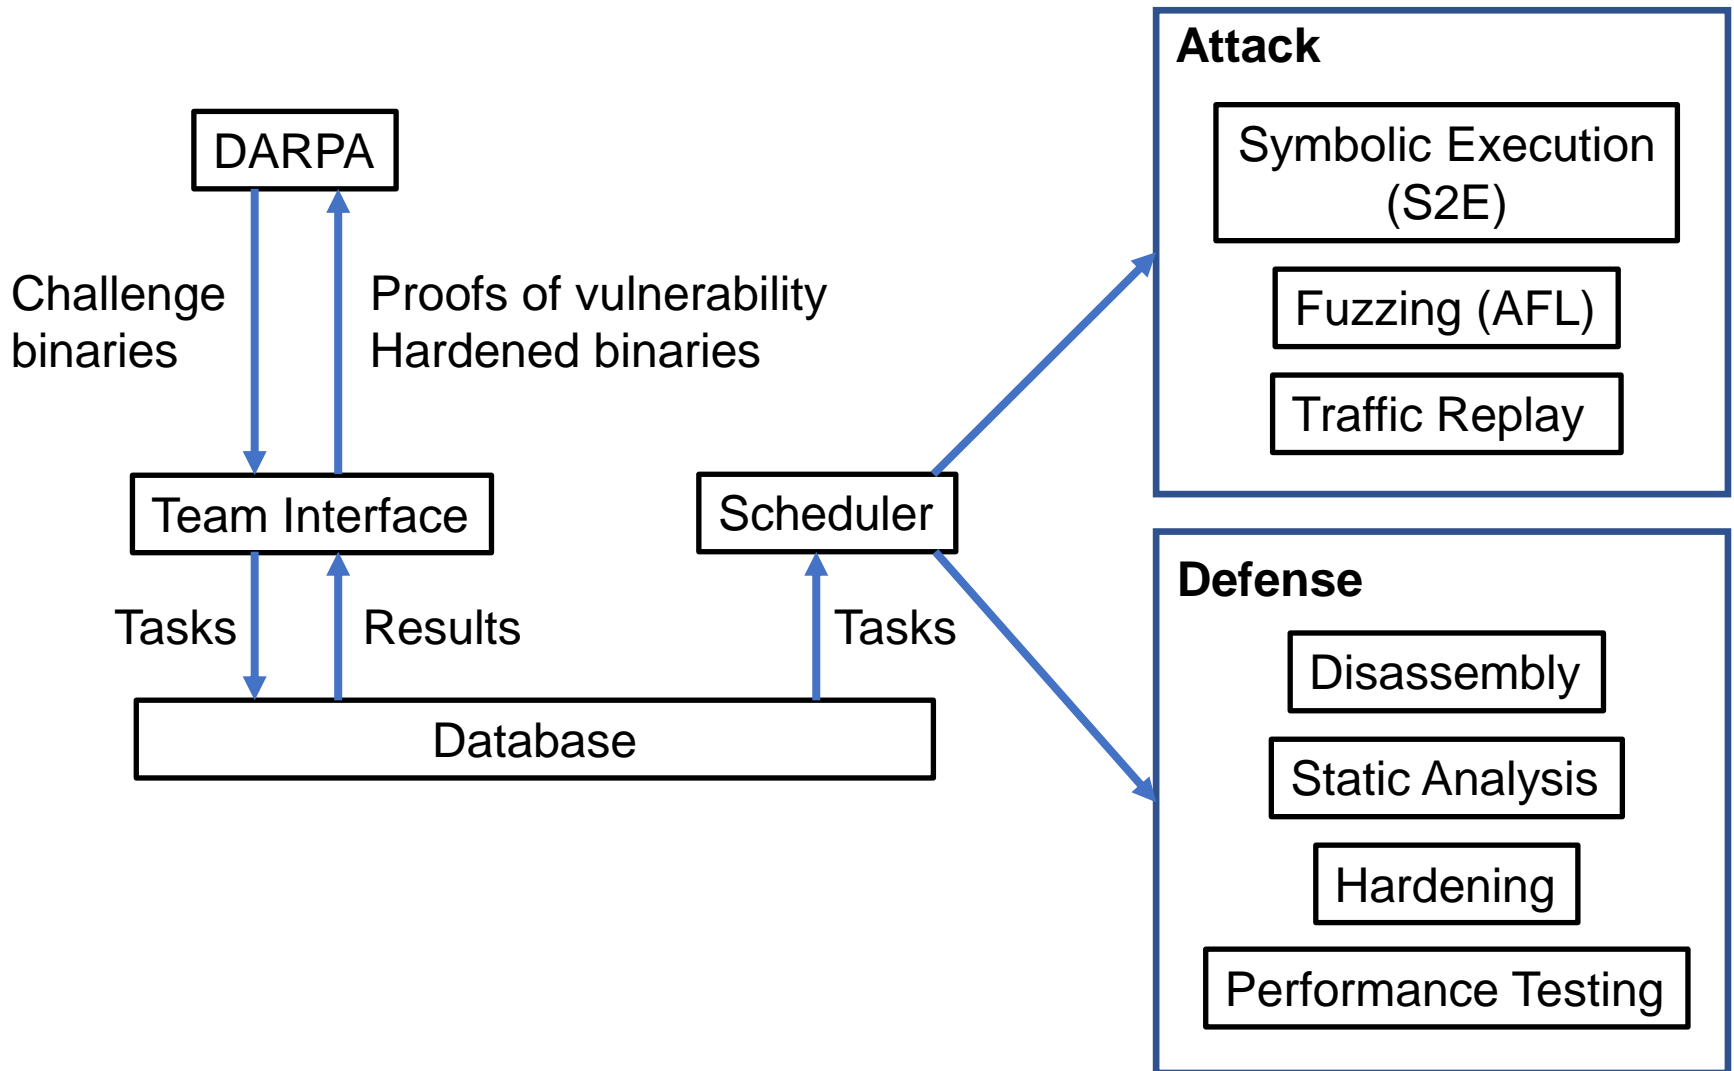 DARPA
Challenge
binaries
Proofs of vulnerability
Hardened binaries
Team Interface
Scheduler
Tasks
Results
Tasks
Database
Attack
Symbolic Execution
(S2E)
Fuzzing (AFL)
Traffic Replay
Defense
Disassembly
Static Analysis
Hardening
Performance Testing